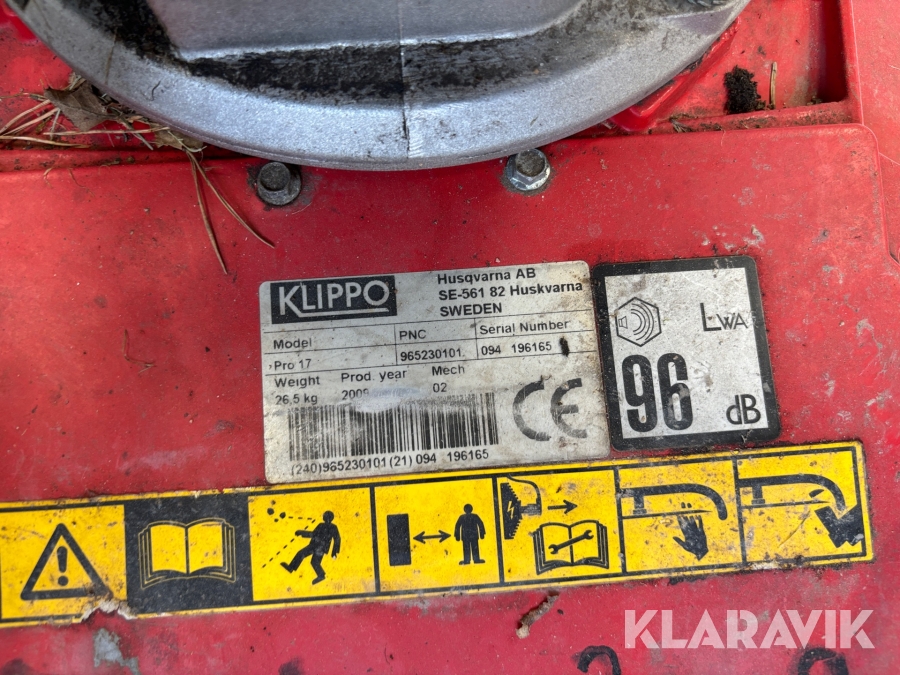 KLIPPO
Husqvarna AB
SE-561 82 Huskvarna
SWEDEN
Model PNC Serial Number
Pro 17 965230101 094 196165
Weight Prod. year Mech
26,5 kg 2009 02
CE
(240)965230101(21) 094 196165
LWA
96
dB
KLARAVIK